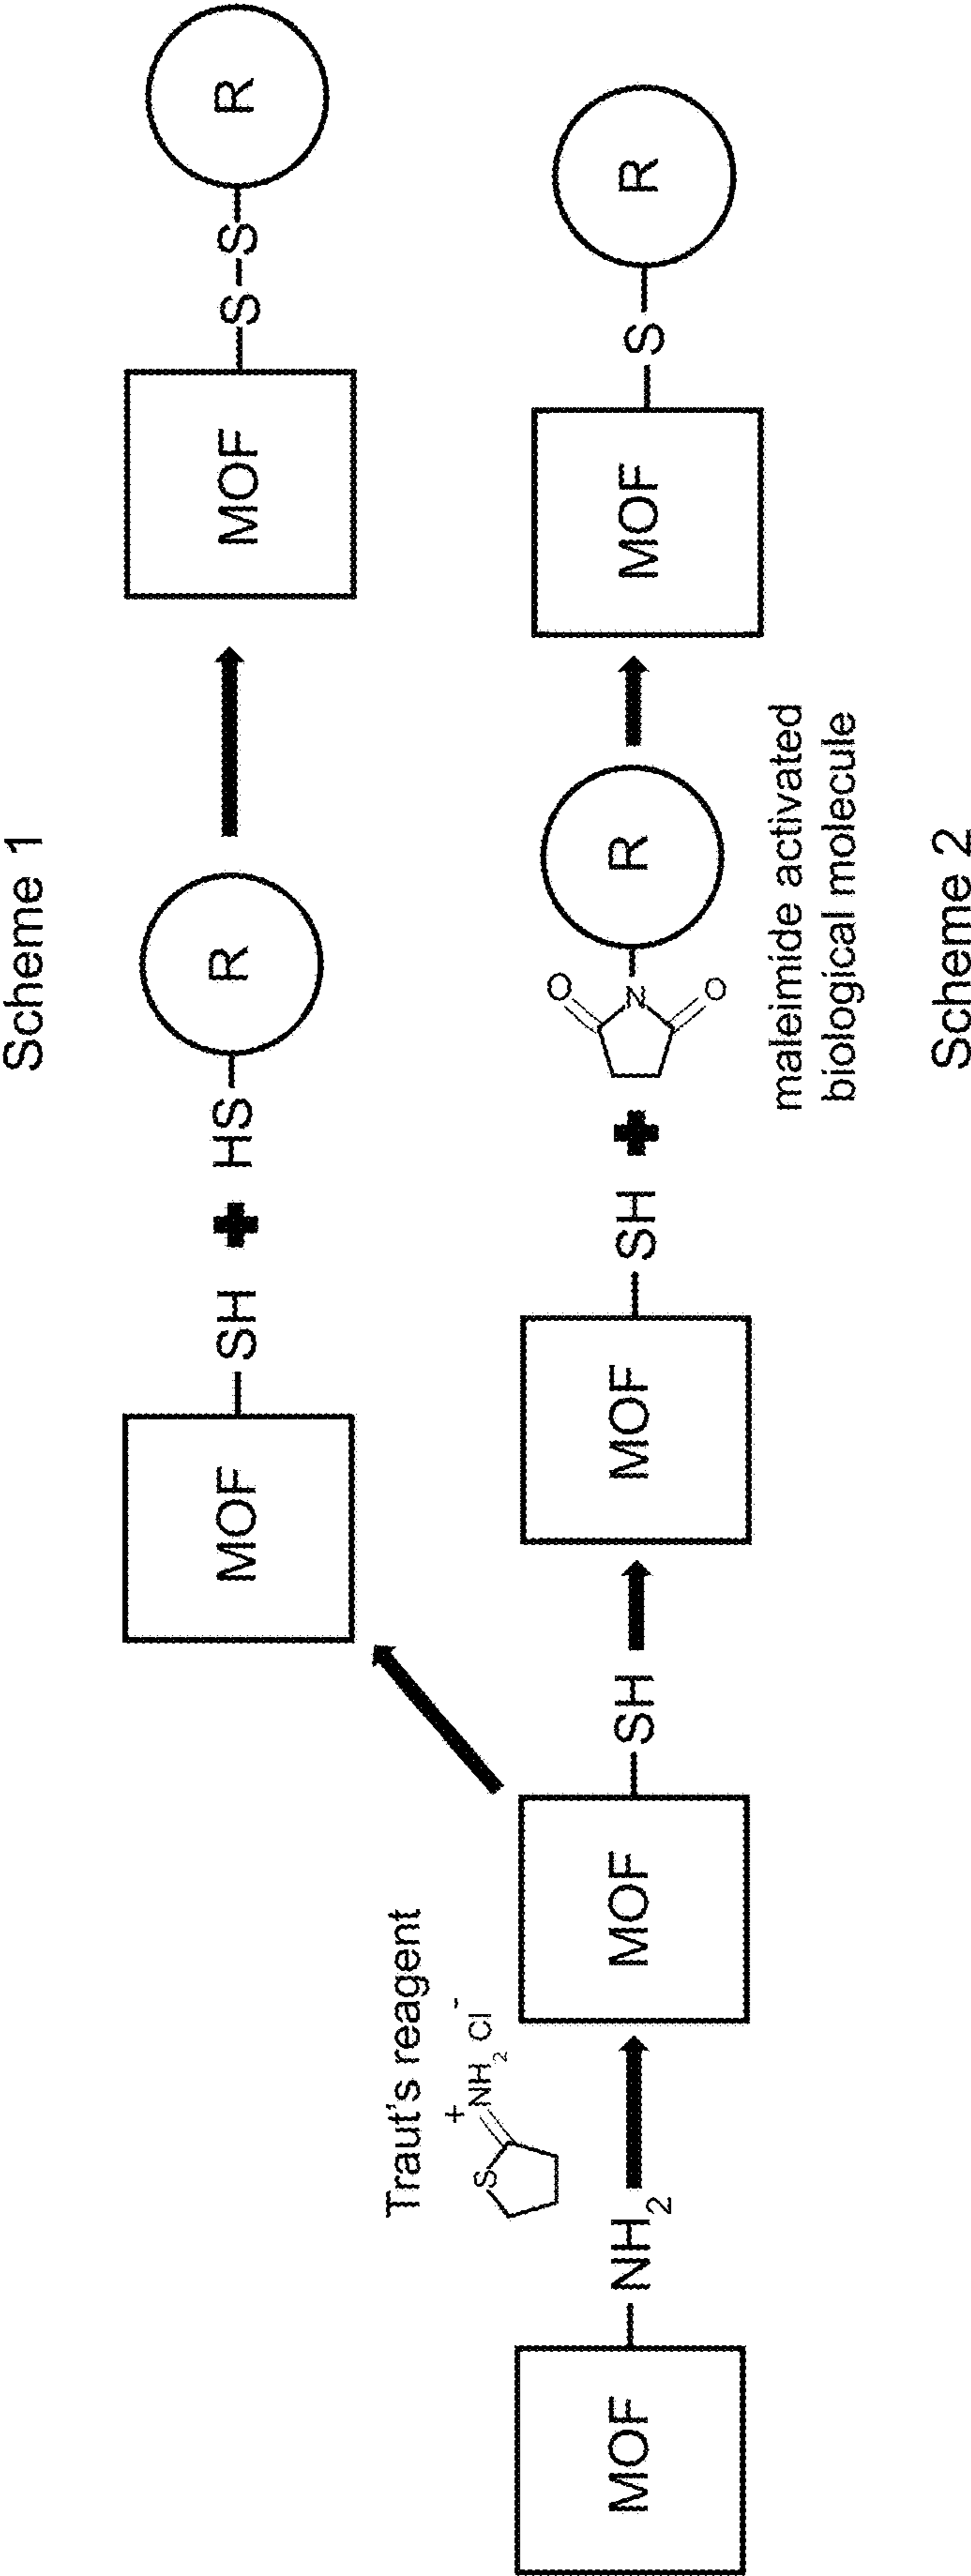 Scheme 1
MOF–SH + HS–R
MOF–S–S–R
Traut's reagent
S
+
NH2 Cl-
MOF–NH2
MOF–SH
MOF–SH + O N O R
MOF–S–R
maleimide activated
biological molecule
Scheme 2